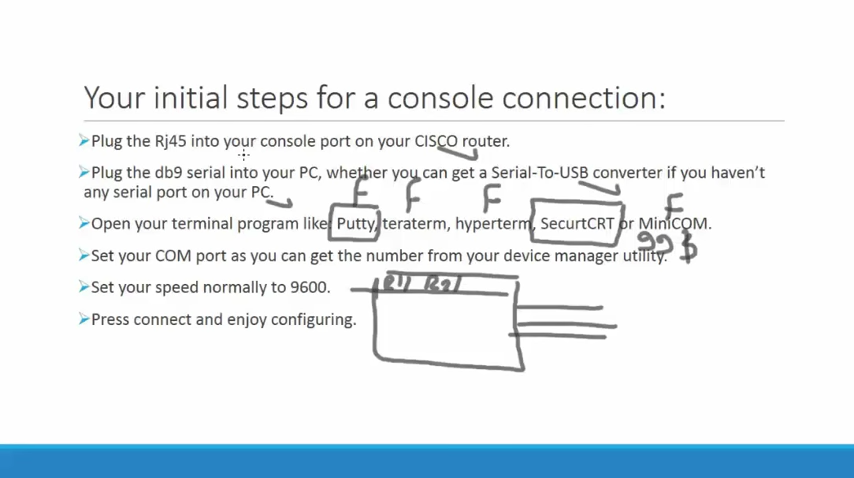 Your initial steps for a console connection:
Plug the Rj45 into your console port on your CISCO router.
Plug the db9 serial into your PC, whether you can get a Serial-To-USB converter if you haven't
any serial port on your PC.
F F F F
Open your terminal program like: Putty, teraterm, hyperterm, SecurtCRT or MiniCOM.
99$
Set your COM port as you can get the number from your device manager utility.
R1 R2
Set your speed normally to 9600.
Press connect and enjoy configuring.